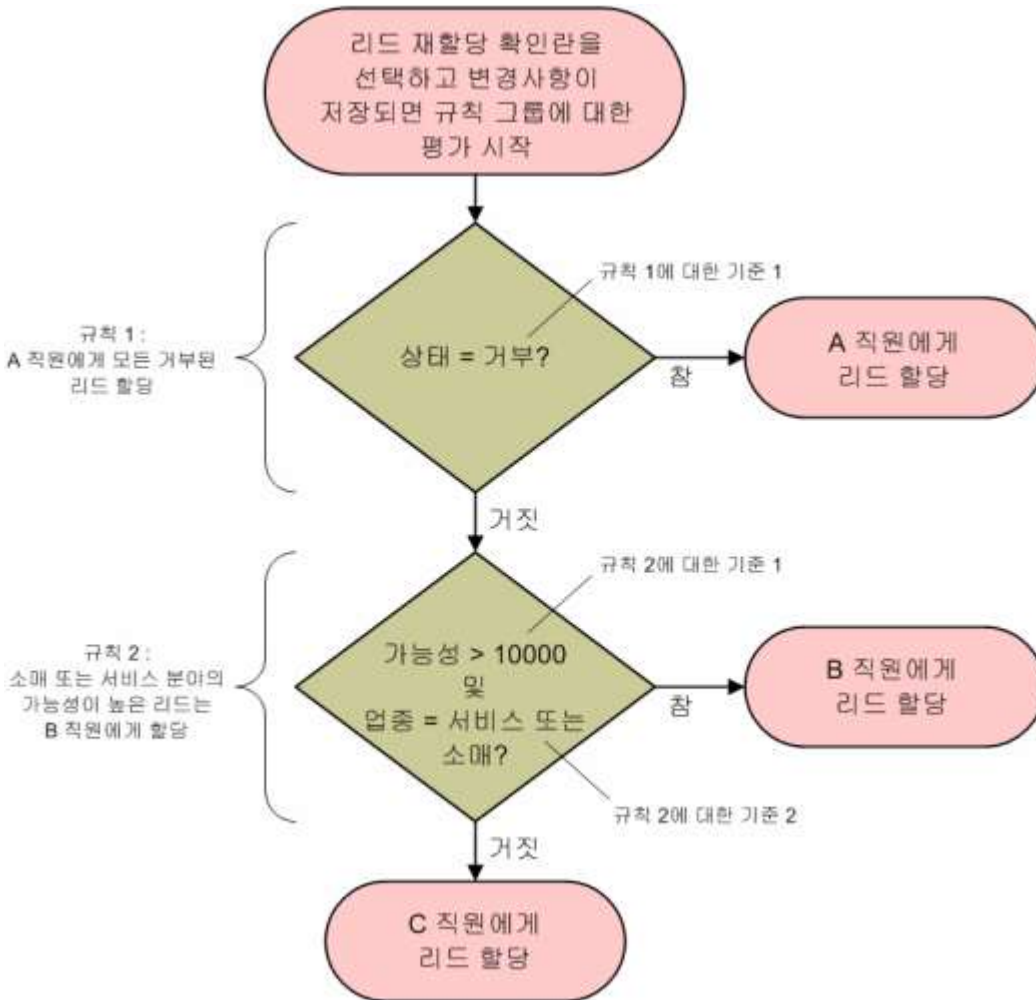 리드 재할당 확인란을
선택하고 변경사항이
저장되면 규칙 그룹에 대한
평가 시작
규칙 1에 대한 기준 1
규칙 1 :
A 직원에게 모든 거부된
리드 할당
상태 = 거부?
참
A 직원에게
리드 할당
거짓
규칙 2에 대한 기준 1
규칙 2 :
소매 또는 서비스 분야의
가능성이 높은 리드는
B 직원에게 할당
가능성 > 10000
및
업종 = 서비스 또는
소매?
참
B 직원에게
리드 할당
규칙 2에 대한 기준 2
거짓
C 직원에게
리드 할당